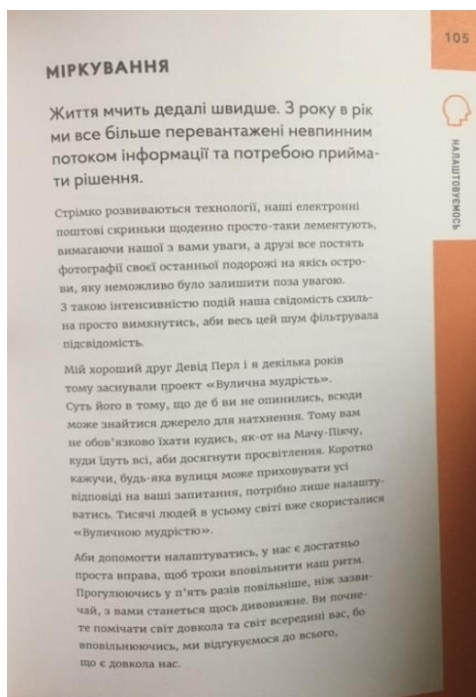 105
МІРКУВАННЯ
Життя мчить дедалі швидше. З року в рік
ми все більше перевантажені невпинним
потоком інформації та потребою прийма-
ти рішення.
Стрімко розвиваються технології, наші електронні
поштові скриньки щоденно просто-таки лементують,
вимагаючи нашої з вами уваги, а друзі все постять
фотографії своєї останньої подорожі на якісь остро-
ви, яку неможливо було залишити поза увагою.
З такою інтенсивністю подій наша свідомість схиль-
на просто вимкнутись, аби весь цей шум фільтрувала
підсвідомість.
Мій хороший друг Девід Перл і я декілька років
тому заснували проект «Вулична мудрість».
Суть його в тому, що де б ви не опинились, всюди
може знайтися джерело для натхнення. Тому вам
не обов’язково їхати кудись, як-от на Мачу-Пікчу,
куди їдуть всі, аби досягнути просвітлення. Коротко
кажучи, будь-яка вулиця може приховувати усі
відповіді на ваші запитання, потрібно лише налашту-
ватись. Тисячі людей в усьому світі вже скористалися
«Вуличною мудрістю».
Аби допомогти налаштуватись, у нас є достатньо
проста вправа, щоб трохи вповільнити наш ритм.
Прогулюючись у п’ять разів повільніше, ніж зазви-
чай, з вами станеться щось дивовижне. Ви почне-
те помічати світ довкола та світ всередині вас, бо
вповільнюючись, ми відгукуємося до всього,
що є довкола нас.
НАЛАШТОВУЄМОСЬ